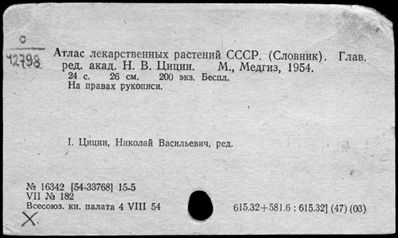 О
42798
Атлас лекарственных растений СССР. (Словник). Глав.
ред. акад. Н. В. Цицин. М., Медгиз, 1954.
24 с. 26 см. 200 экз. Беспл.
На правах рукописи.
I. Цицин, Николай Васильевич, ред.
№ 16342 [54-33768] 15-5
VII № 182
Всесоюз. кн. палата 4 VIII 54
615.32+581.6 : 615.32] (47) (03)
X